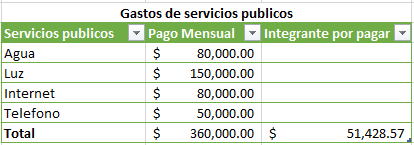 Gastos de servicios publicos
Servicios publicos Pago Mensual Integrante por pagar
Agua $ 80,000.00
Luz $ 150,000.00
Internet $ 80,000.00
Telefono $ 50,000.00
Total $ 360,000.00 $ 51,428.57